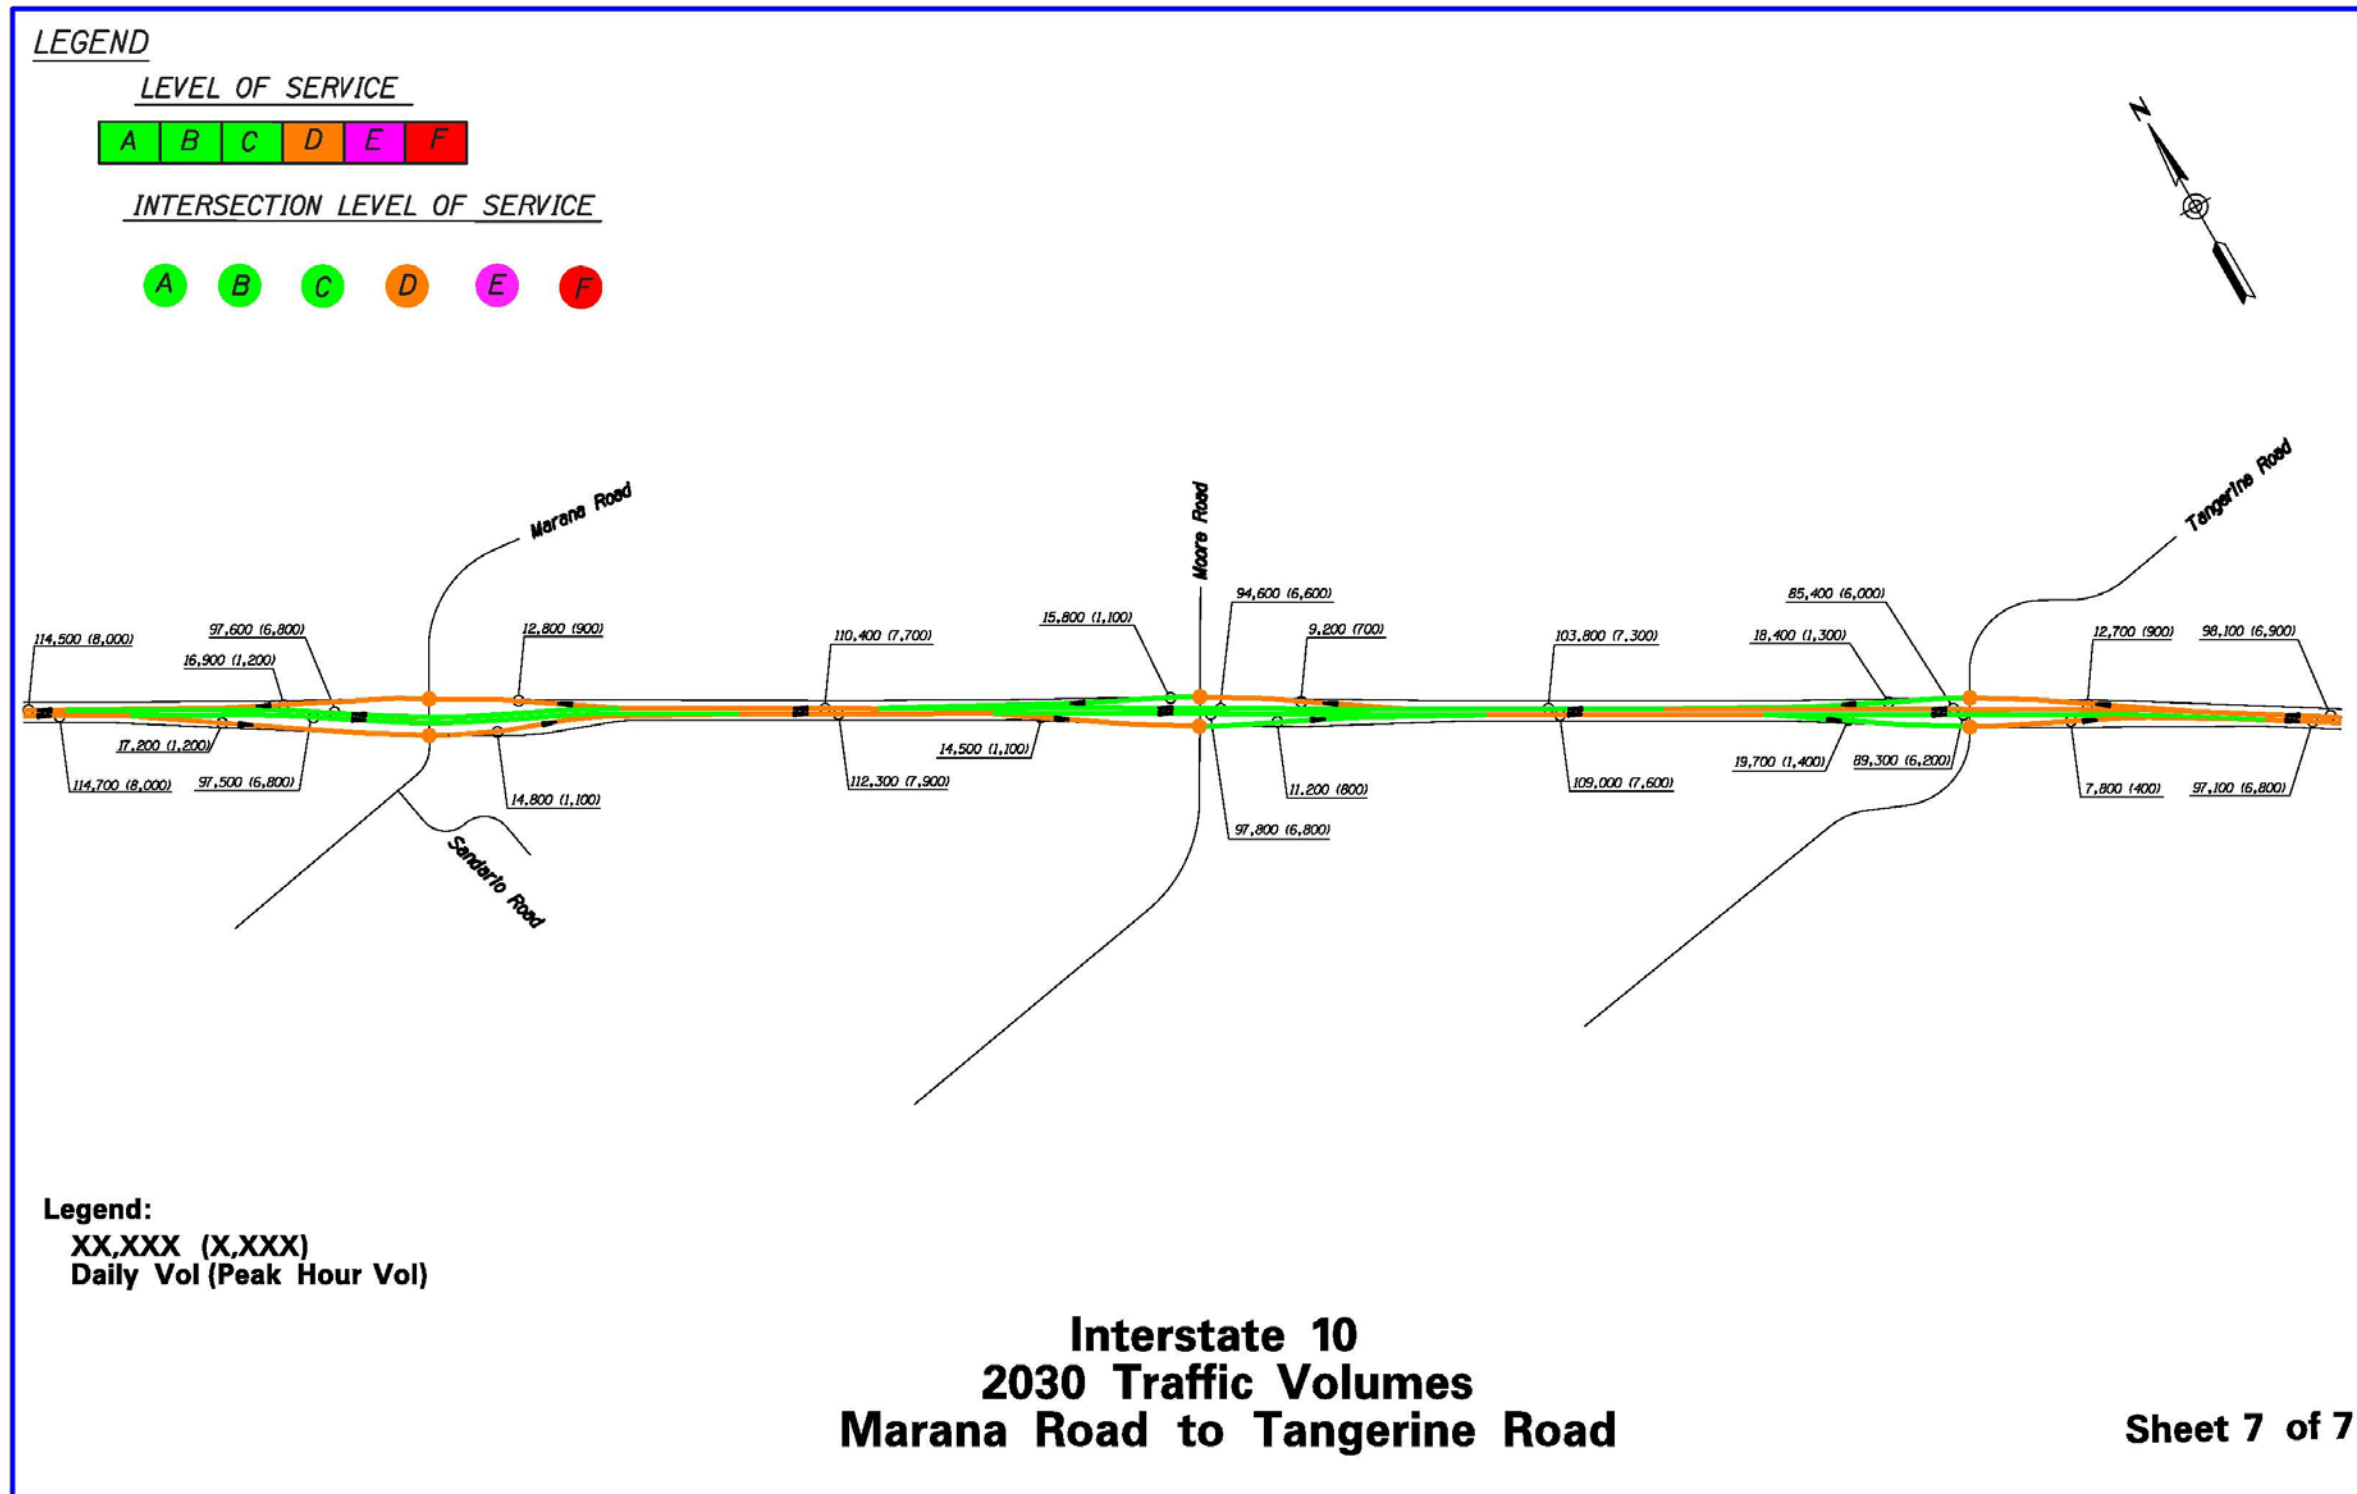 LEGEND
LEVEL OF SERVICE
A B C D E F
INTERSECTION LEVEL OF SERVICE
A B C D E F
N
Marana Road
Moore Road
Tangerine Road
114,500 (8,000)
97,600 (6,800)
16,900 (1,200)
12,800 (900)
110,400 (7,700)
15,800 (1,100)
94,600 (6,600)
9,200 (700)
103,800 (7,300)
85,400 (6,000)
18,400 (1,300)
12,700 (900)
98,100 (6,900)
17,200 (1,200)
114,700 (8,000)
97,500 (6,800)
14,800 (1,100)
112,300 (7,900)
14,500 (1,100)
11,200 (800)
97,800 (6,800)
109,000 (7,600)
19,700 (1,400)
89,300 (6,200)
7,800 (400)
97,100 (6,800)
Sandario Road
Legend:
XX,XXX (X,XXX)
Daily Vol (Peak Hour Vol)
Interstate 10
2030 Traffic Volumes
Marana Road to Tangerine Road
Sheet 7 of 7